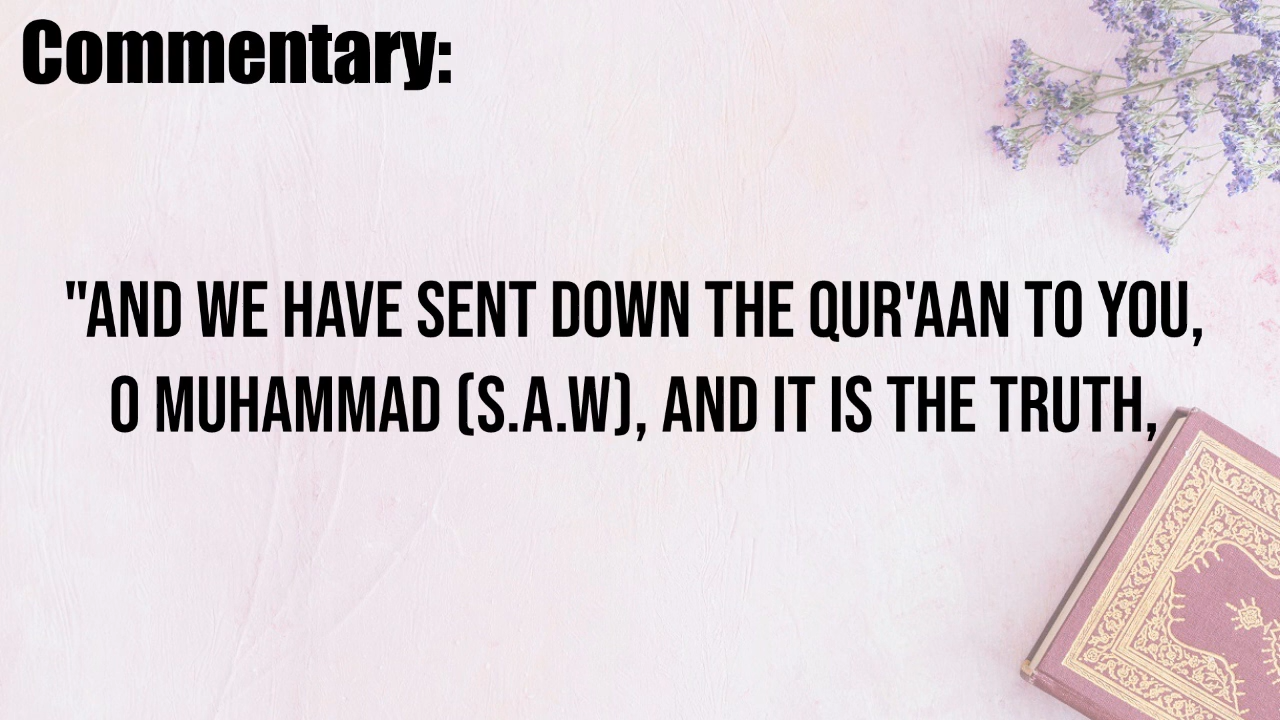 Commentary:
"AND WE HAVE SENT DOWN THE QUR'AAN TO YOU,
O MUHAMMAD (S.A.W), AND IT IS THE TRUTH,